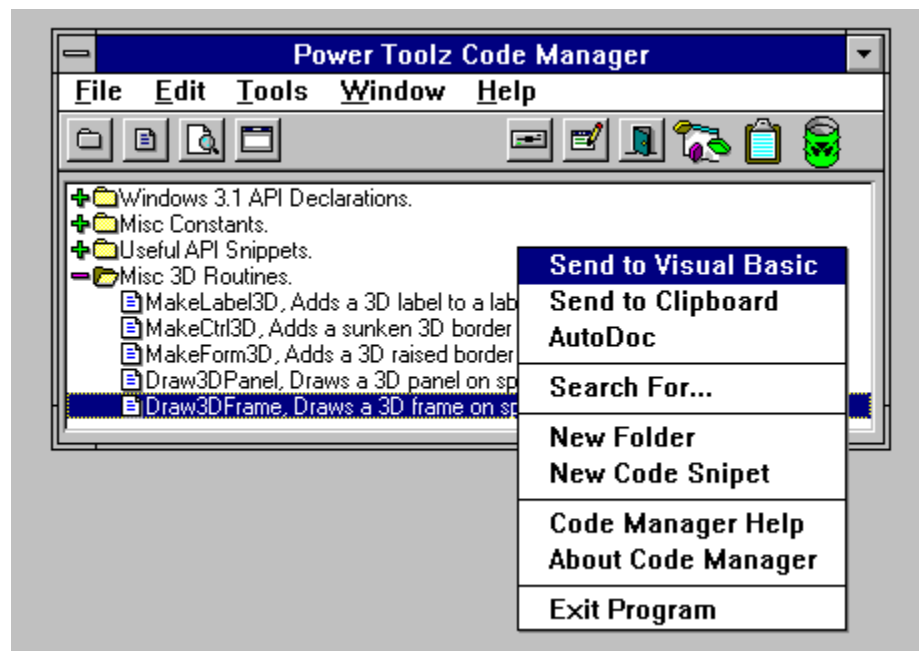 Power Toolz Code Manager
File Edit Tools Window Help
Windows 3.1 API Declarations.
Misc Constants.
Useful API Snippets.
Misc 3D Routines.
MakeLabel3D, Adds a 3D label to a lab
MakeCtrl3D, Adds a sunken 3D border
MakeForm3D, Adds a 3D raised border
Draw3DPanel, Draws a 3D panel on sp
Draw3DFrame, Draws a 3D frame on sp
Send to Visual Basic
Send to Clipboard
AutoDoc
Search For...
New Folder
New Code Snipet
Code Manager Help
About Code Manager
Exit Program